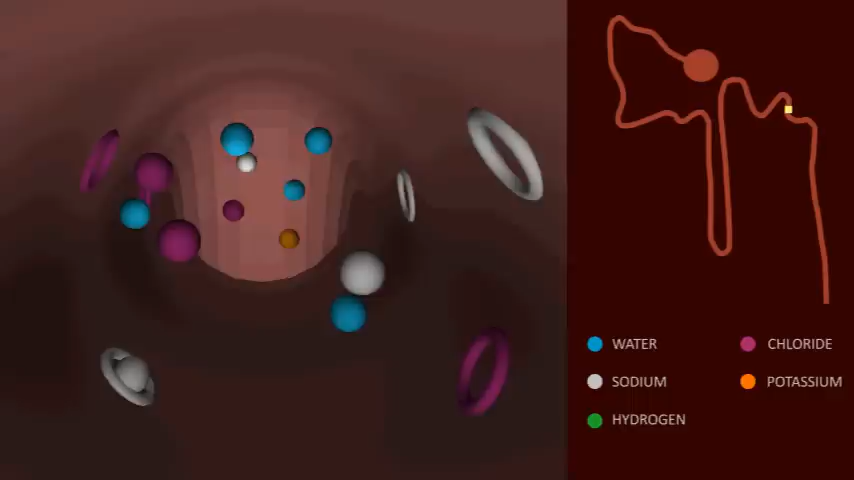 WATER
CHLORIDE
SODIUM
POTASSIUM
HYDROGEN